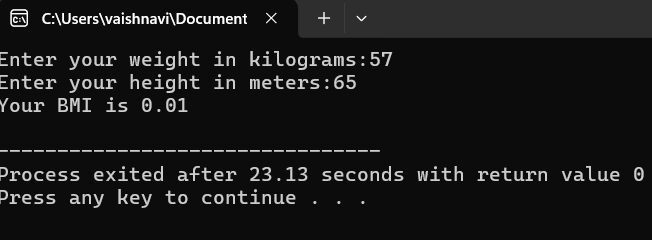 C:\Users\vaishnavi\Document
Enter your weight in kilograms:57
Enter your height in meters:65
Your BMI is 0.01
--------------------------------
Process exited after 23.13 seconds with return value 0
Press any key to continue . . .